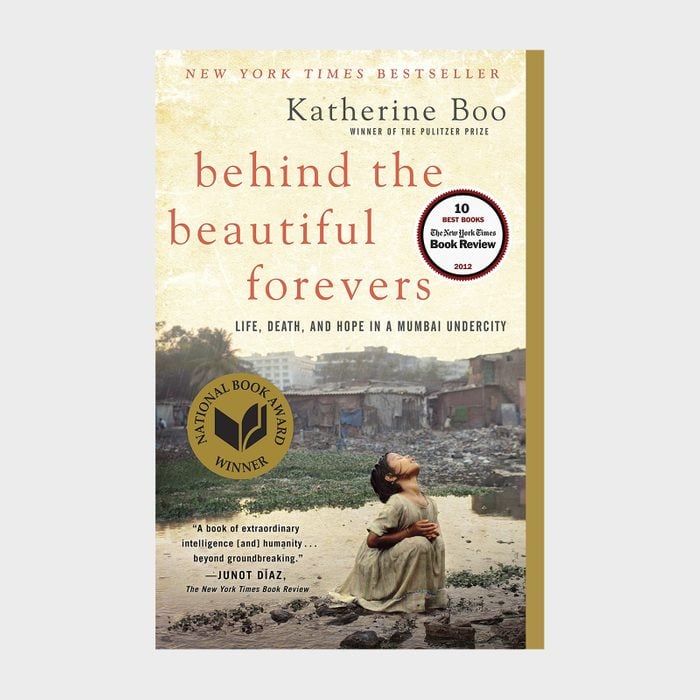 NEW YORK TIMES BESTSELLER
Katherine Boo
WINNER OF THE PULITZER PRIZE
behind the
beautiful
forevers
10
BEST BOOKS
The New York Times
Book Review
2012
LIFE, DEATH, AND HOPE IN A MUMBAI UNDERCITY
NATIONAL BOOK AWARD
WINNER
“A book of extraordinary
intelligence [and] humanity...
beyond groundbreaking.”
—JUNOT DÍAZ,
The New York Times Book Review